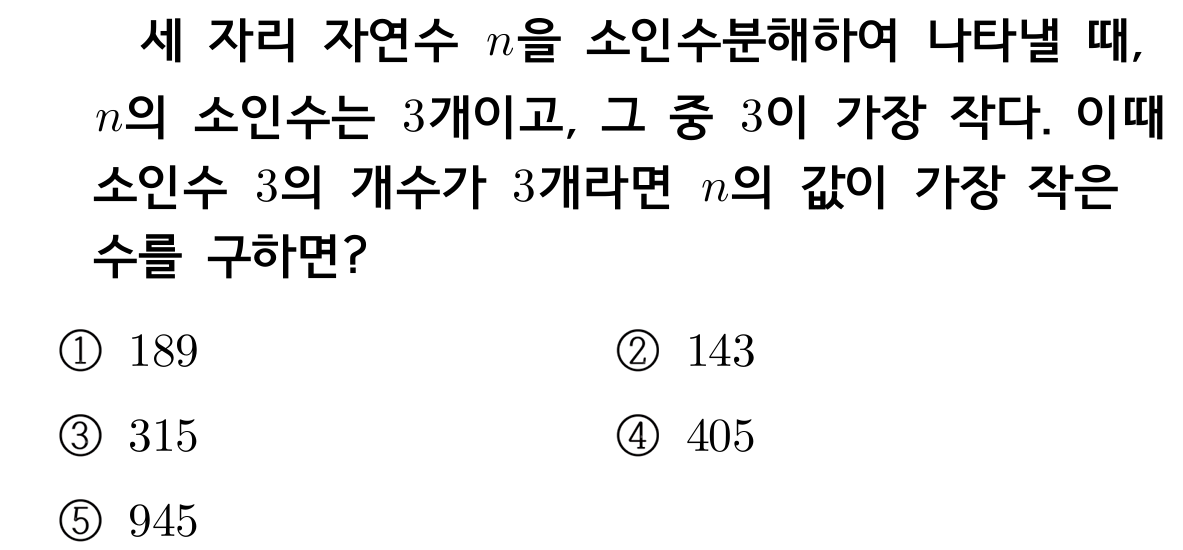 세 자리 자연수 n을 소인수분해하여 나타낼 때,
n의 소인수는 3개이고, 그 중 3이 가장 작다. 이때
소인수 3의 개수가 3개라면 n의 값이 가장 작은
수를 구하면?
① 189 ② 143
③ 315 ④ 405
⑤ 945